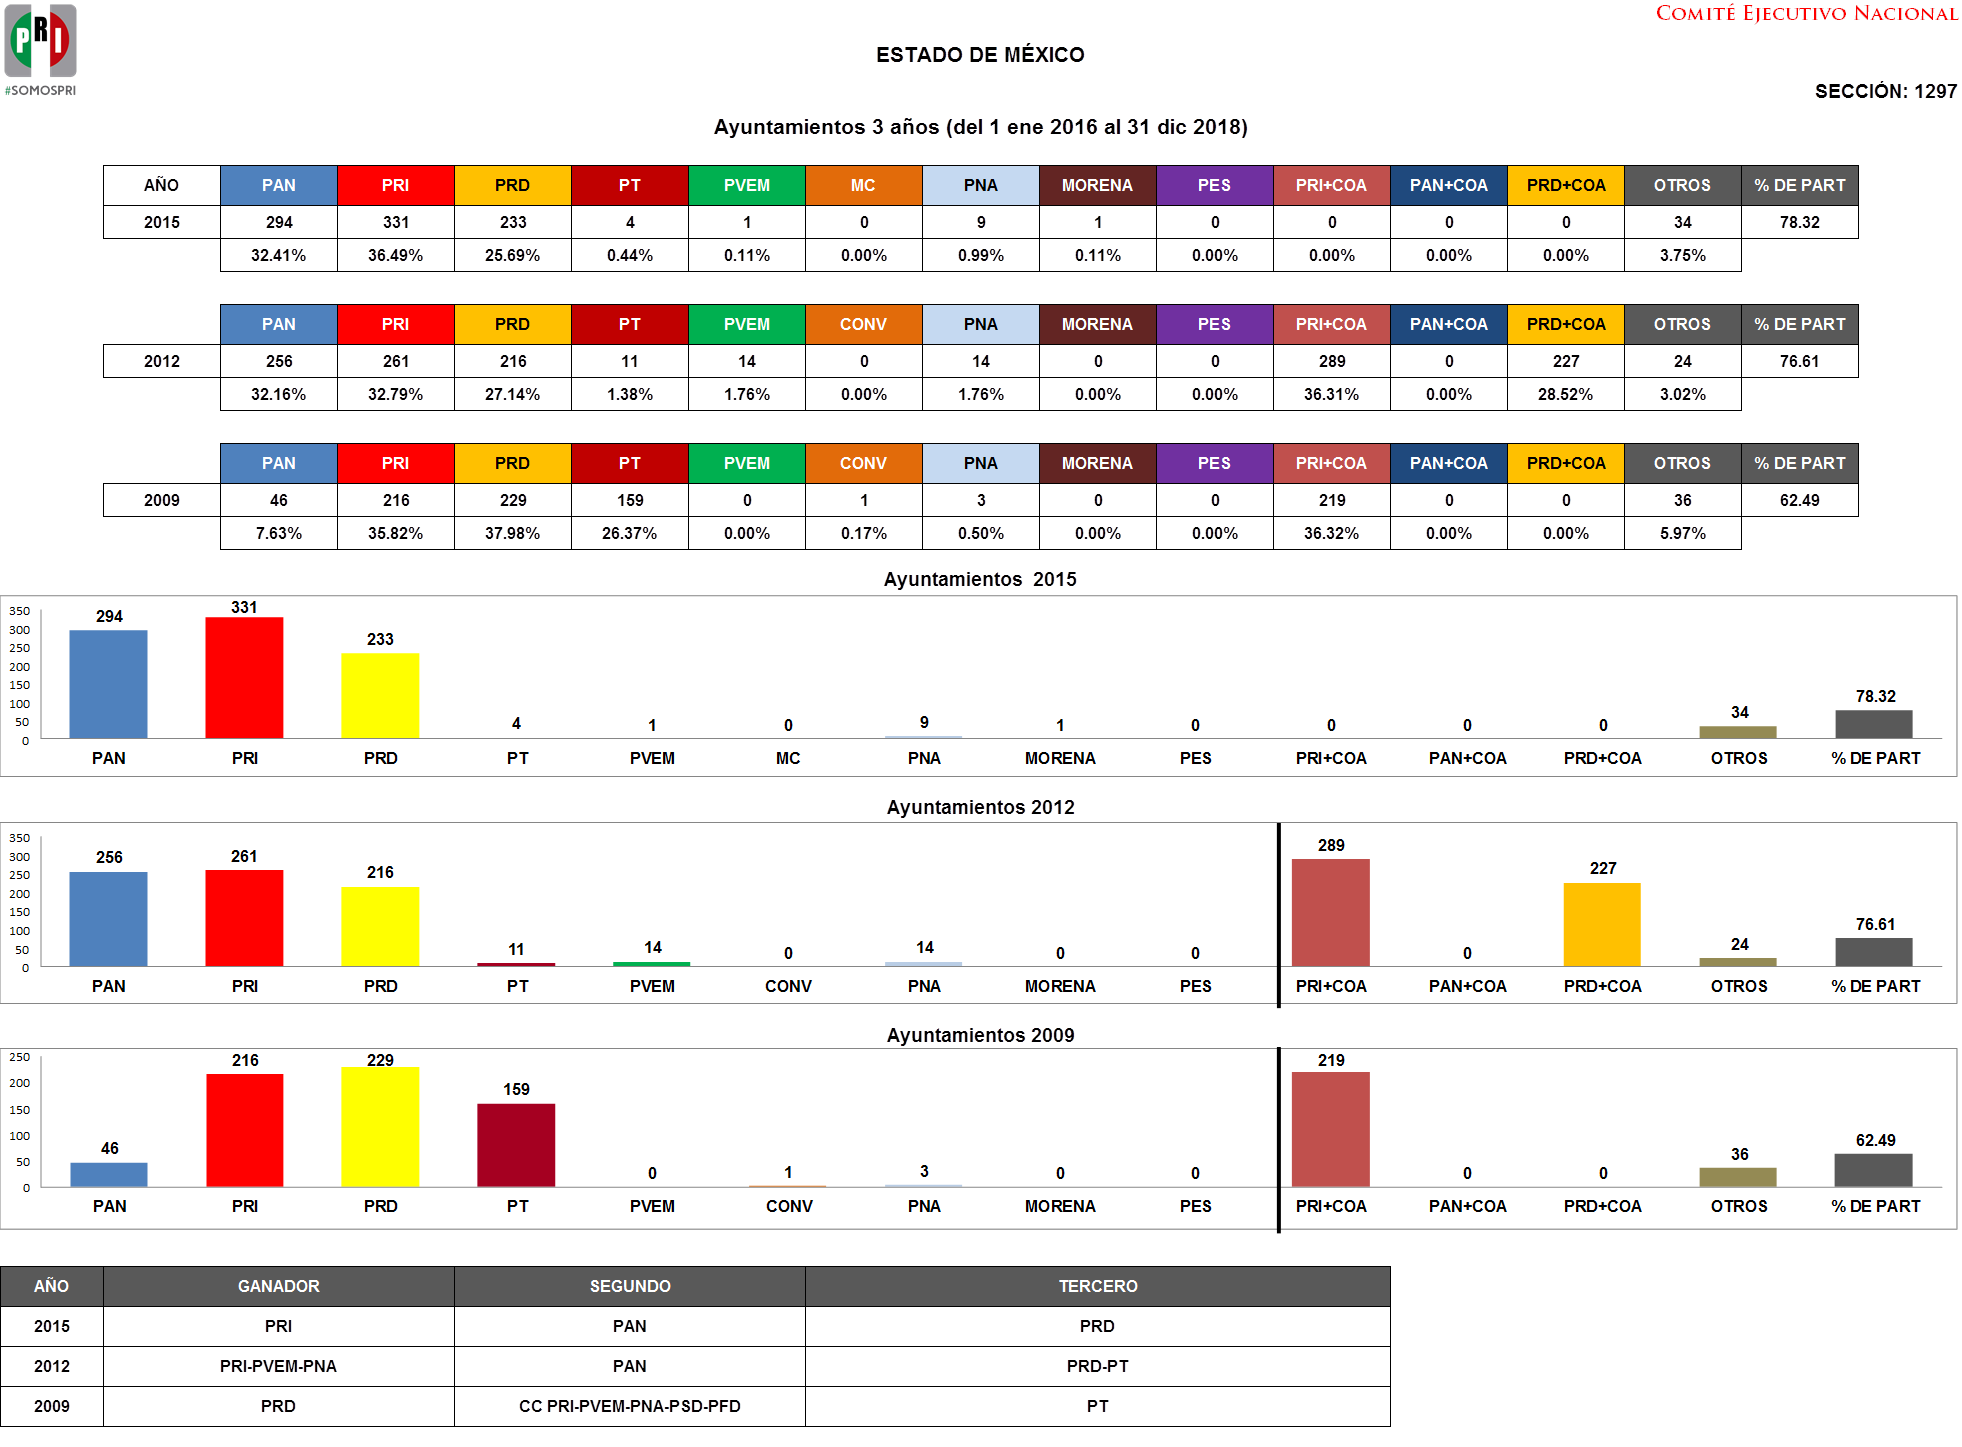 PRI
#SOMOSPRI
COMITÉ EJECUTIVO NACIONAL
ESTADO DE MÉXICO
SECCIÓN: 1297
Ayuntamientos 3 años (del 1 ene 2016 al 31 dic 2018)
AÑO PAN PRI PRD PT PVEM MC PNA MORENA PES PRI+COA PAN+COA PRD+COA OTROS % DE PART
2015 294 331 233 4 1 0 9 1 0 0 0 0 34 78.32
32.41% 36.49% 25.69% 0.44% 0.11% 0.00% 0.99% 0.11% 0.00% 0.00% 0.00% 0.00% 3.75%
PAN PRI PRD PT PVEM CONV PNA MORENA PES PRI+COA PAN+COA PRD+COA OTROS % DE PART
2012 256 261 216 11 14 0 14 0 0 289 0 227 24 76.61
32.16% 32.79% 27.14% 1.38% 1.76% 0.00% 1.76% 0.00% 0.00% 36.31% 0.00% 28.52% 3.02%
PAN PRI PRD PT PVEM CONV PNA MORENA PES PRI+COA PAN+COA PRD+COA OTROS % DE PART
2009 46 216 229 159 0 1 3 0 0 219 0 0 36 62.49
7.63% 35.82% 37.98% 26.37% 0.00% 0.17% 0.50% 0.00% 0.00% 36.32% 0.00% 0.00% 5.97%
Ayuntamientos 2015
350
300
250
200
150
100
50
0
294 331 233 4 1 0 9 1 0 0 0 0 34 78.32
PAN PRI PRD PT PVEM MC PNA MORENA PES PRI+COA PAN+COA PRD+COA OTROS % DE PART
Ayuntamientos 2012
350
300
250
200
150
100
50
0
256 261 216 11 14 0 14 0 0 289 0 227 24 76.61
PAN PRI PRD PT PVEM CONV PNA MORENA PES PRI+COA PAN+COA PRD+COA OTROS % DE PART
Ayuntamientos 2009
250
200
150
100
50
0
46 216 229 159 0 1 3 0 0 219 0 0 36 62.49
PAN PRI PRD PT PVEM CONV PNA MORENA PES PRI+COA PAN+COA PRD+COA OTROS % DE PART
AÑO GANADOR SEGUNDO TERCERO
2015 PRI PAN PRD
2012 PRI-PVEM-PNA PAN PRD-PT
2009 PRD CC PRI-PVEM-PNA-PSD-PFD PT